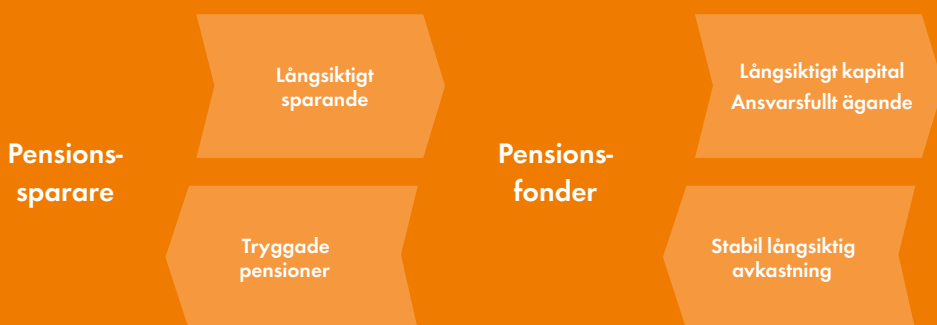 Pensions-
sparare
Långsiktigt
sparande
Tryggade
pensioner
Pensions-
fonder
Långsiktigt kapital
Ansvarsfullt ägande
Stabil långsiktig
avkastning